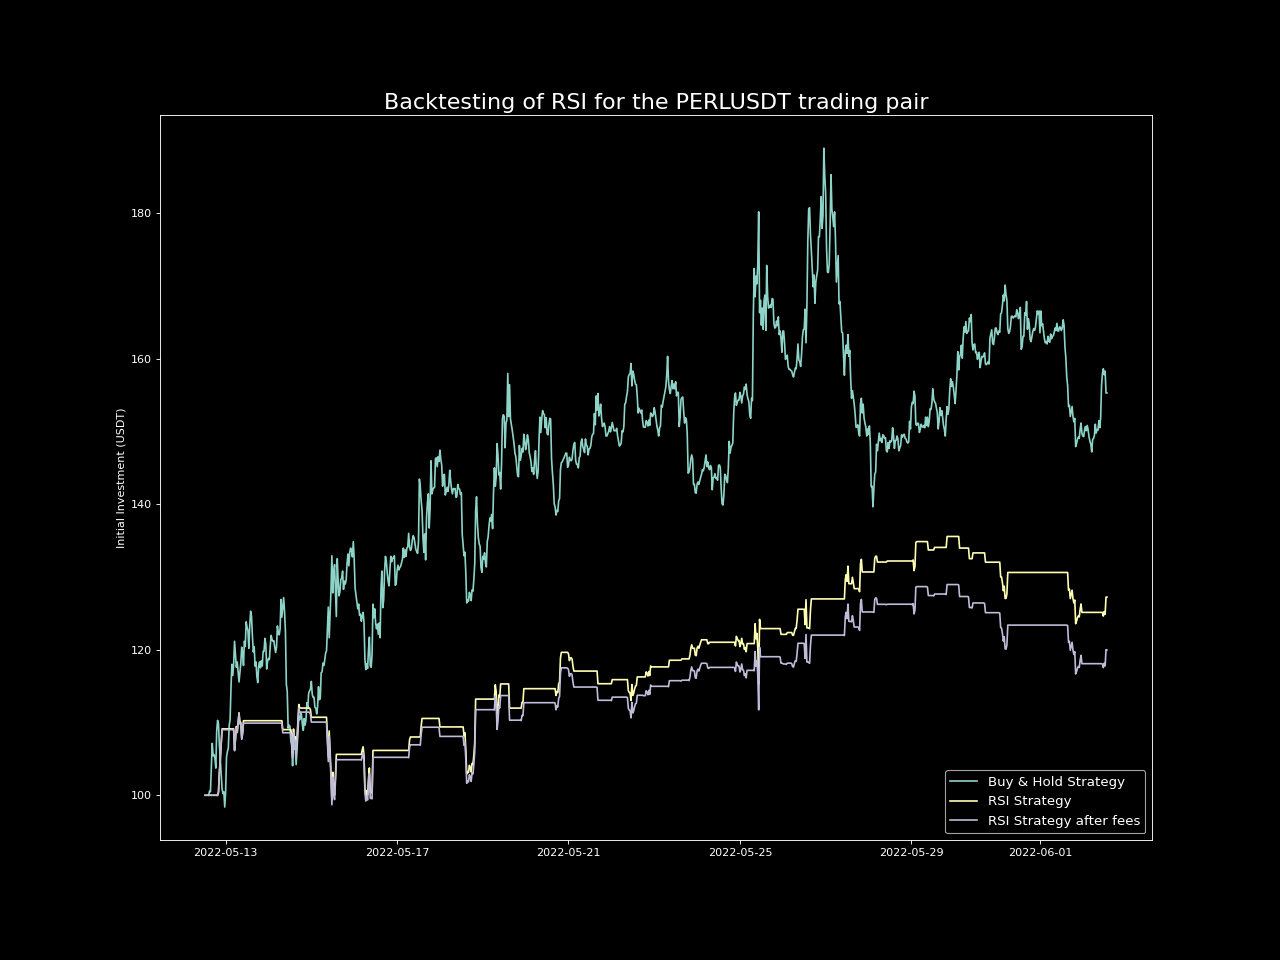 Backtesting of RSI for the PERLUSDT trading pair
180
160
140
120
100
Initial Investment (USDT)
2022-05-13
2022-05-17
2022-05-21
2022-05-25
2022-05-29
2022-06-01
Buy & Hold Strategy
RSI Strategy
RSI Strategy after fees